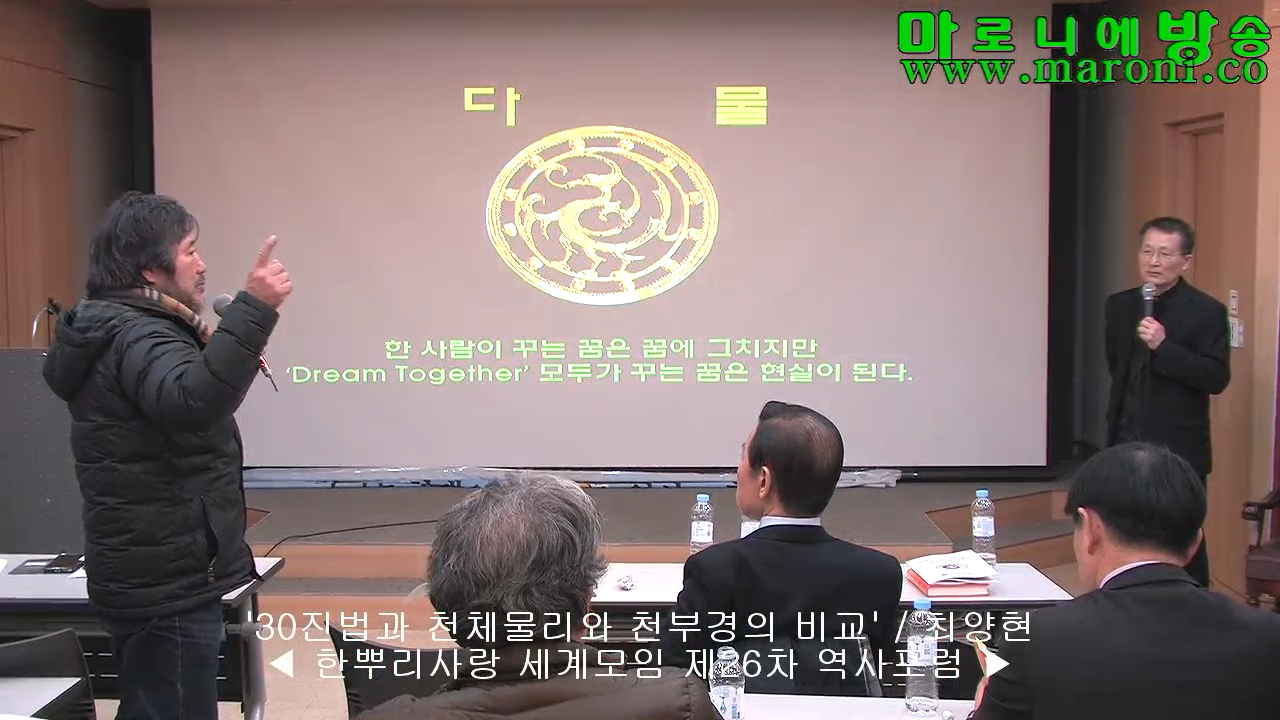 마로니에방송
www.maroni.co
다 물
한 사람이 꾸는 꿈은 꿈에 그치지만
‘Dream Together’ 모두가 꾸는 꿈은 현실이 된다.
'30진법과 천체물리와 천부경의 비교' / 최양현
◀ 한뿌리사랑 세계모임 제26차 역사포럼 ▶